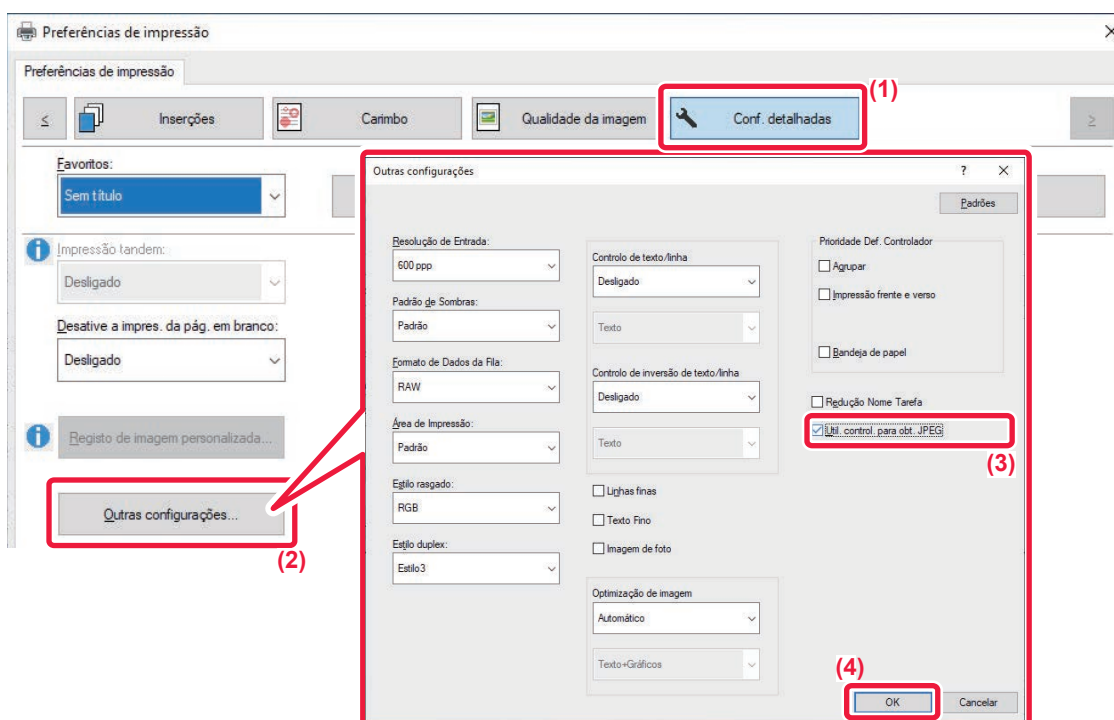 Preferências de impressão
Preferências de impressão
(1)
<
Inserções
Carimbo
Qualidade da imagem
Conf. detalhadas
>
Favoritos:
Sem título
Impressão tandem:
Desligado
Desative a impres. da pág. em branco:
Desligado
Registo de imagem personalizada...
Outras configurações...
(2)
Outras configurações
?
Padrões
Resolução de Entrada:
600 ppp
Padrão de Sombras:
Padrão
Formato de Dados da Fila:
RAW
Área de Impressão:
Padrão
Estilo rasgado:
RGB
Estilo duplex:
Estilo3
Controlo de texto/linha
Desligado
Texto
Controlo de inversão de texto/linha
Desligado
Texto
Linhas finas
Texto Fino
Imagem de foto
Optimização de imagem
Automático
Texto+Gráficos
Prioridade Def. Controlador
Agrupar
Impressão frente e verso
Bandeja de papel
Redução Nome Tarefa
Util. control. para obt. JPEG
(3)
(4)
OK
Cancelar